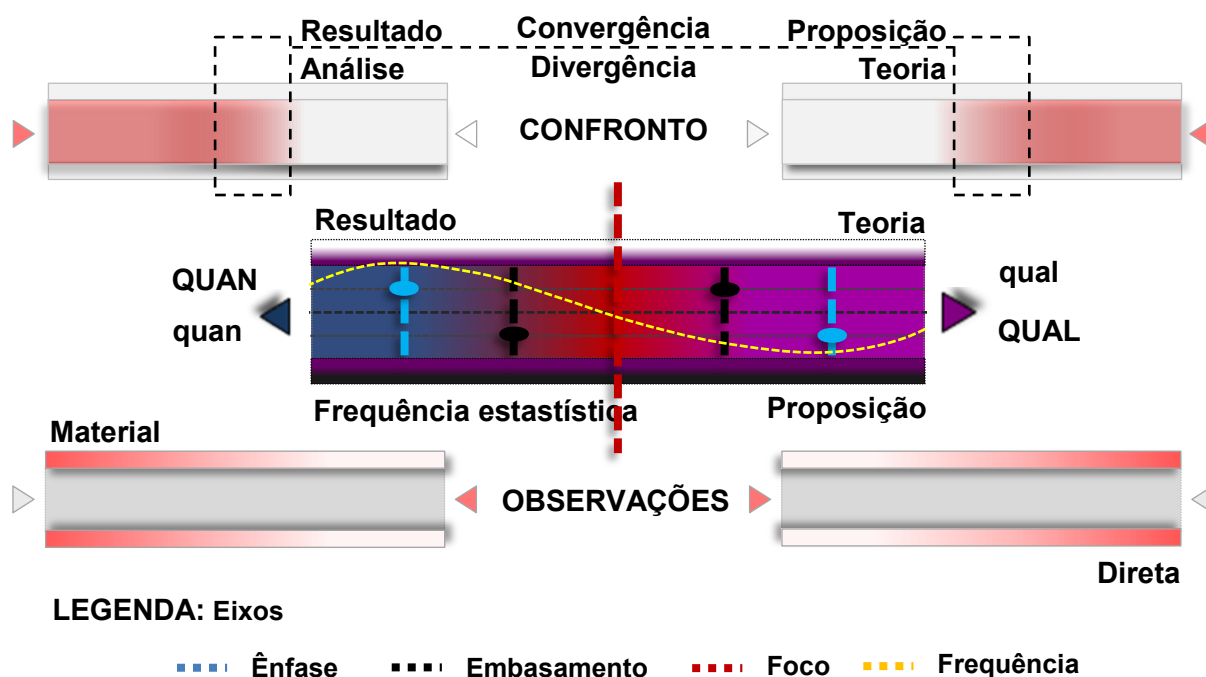 Resultado Convergência Proposição
Análise Divergência Teoria
CONFRONTO
Resultado Teoria
QUAN qual
quan QUAL
Frequência estastística Proposição
Material
OBSERVAÇÕES
Direta
LEGENDA: Eixos
Ênfase Embasamento Foco Frequência